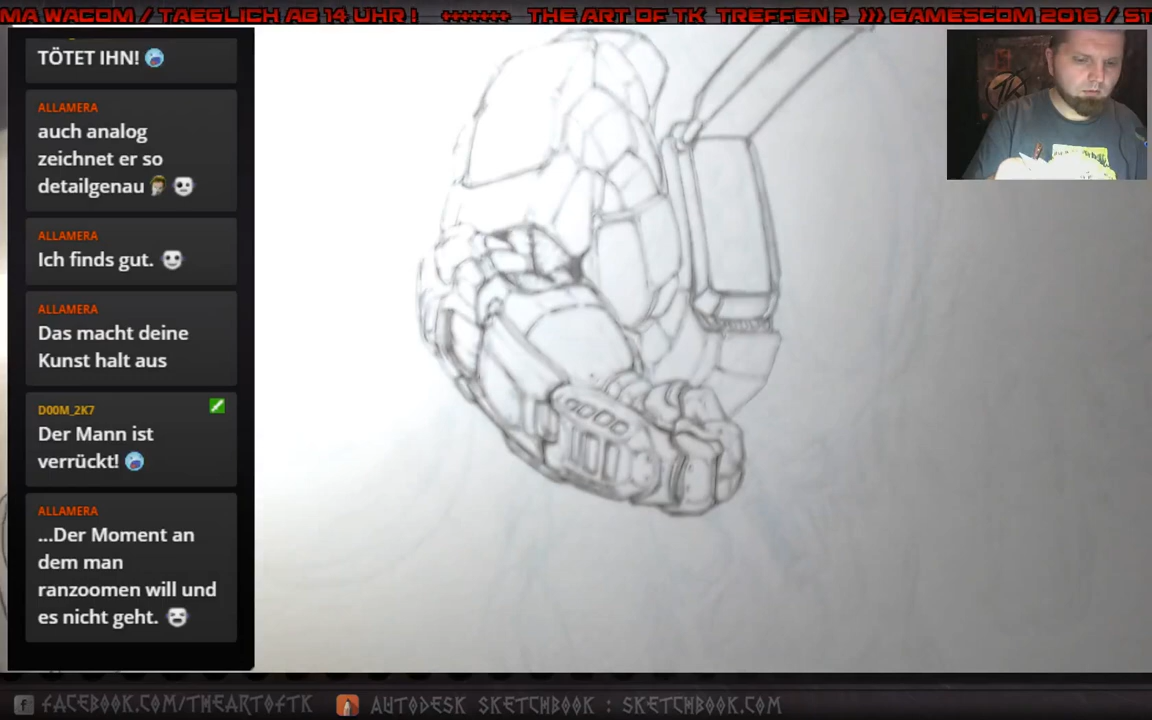 MA WACOM / TAEGLICH AB 14 UHR ! +++++++ THE ART OF TK TREFFEN ? >>> GAMESCOM 2016 / ST
TÖTET IHN!
ALLAMERA
auch analog
zeichnet er so
detailgenau
ALLAMERA
Ich finds gut.
ALLAMERA
Das macht deine
Kunst halt aus
D00M_2K7
Der Mann ist
verrückt!
ALLAMERA
...Der Moment an
dem man
ranzoomen will und
es nicht geht.
FACEBOOK.COM/THEARTOFTK AUTODESK SKETCHBOOK : SKETCHBOOK.COM